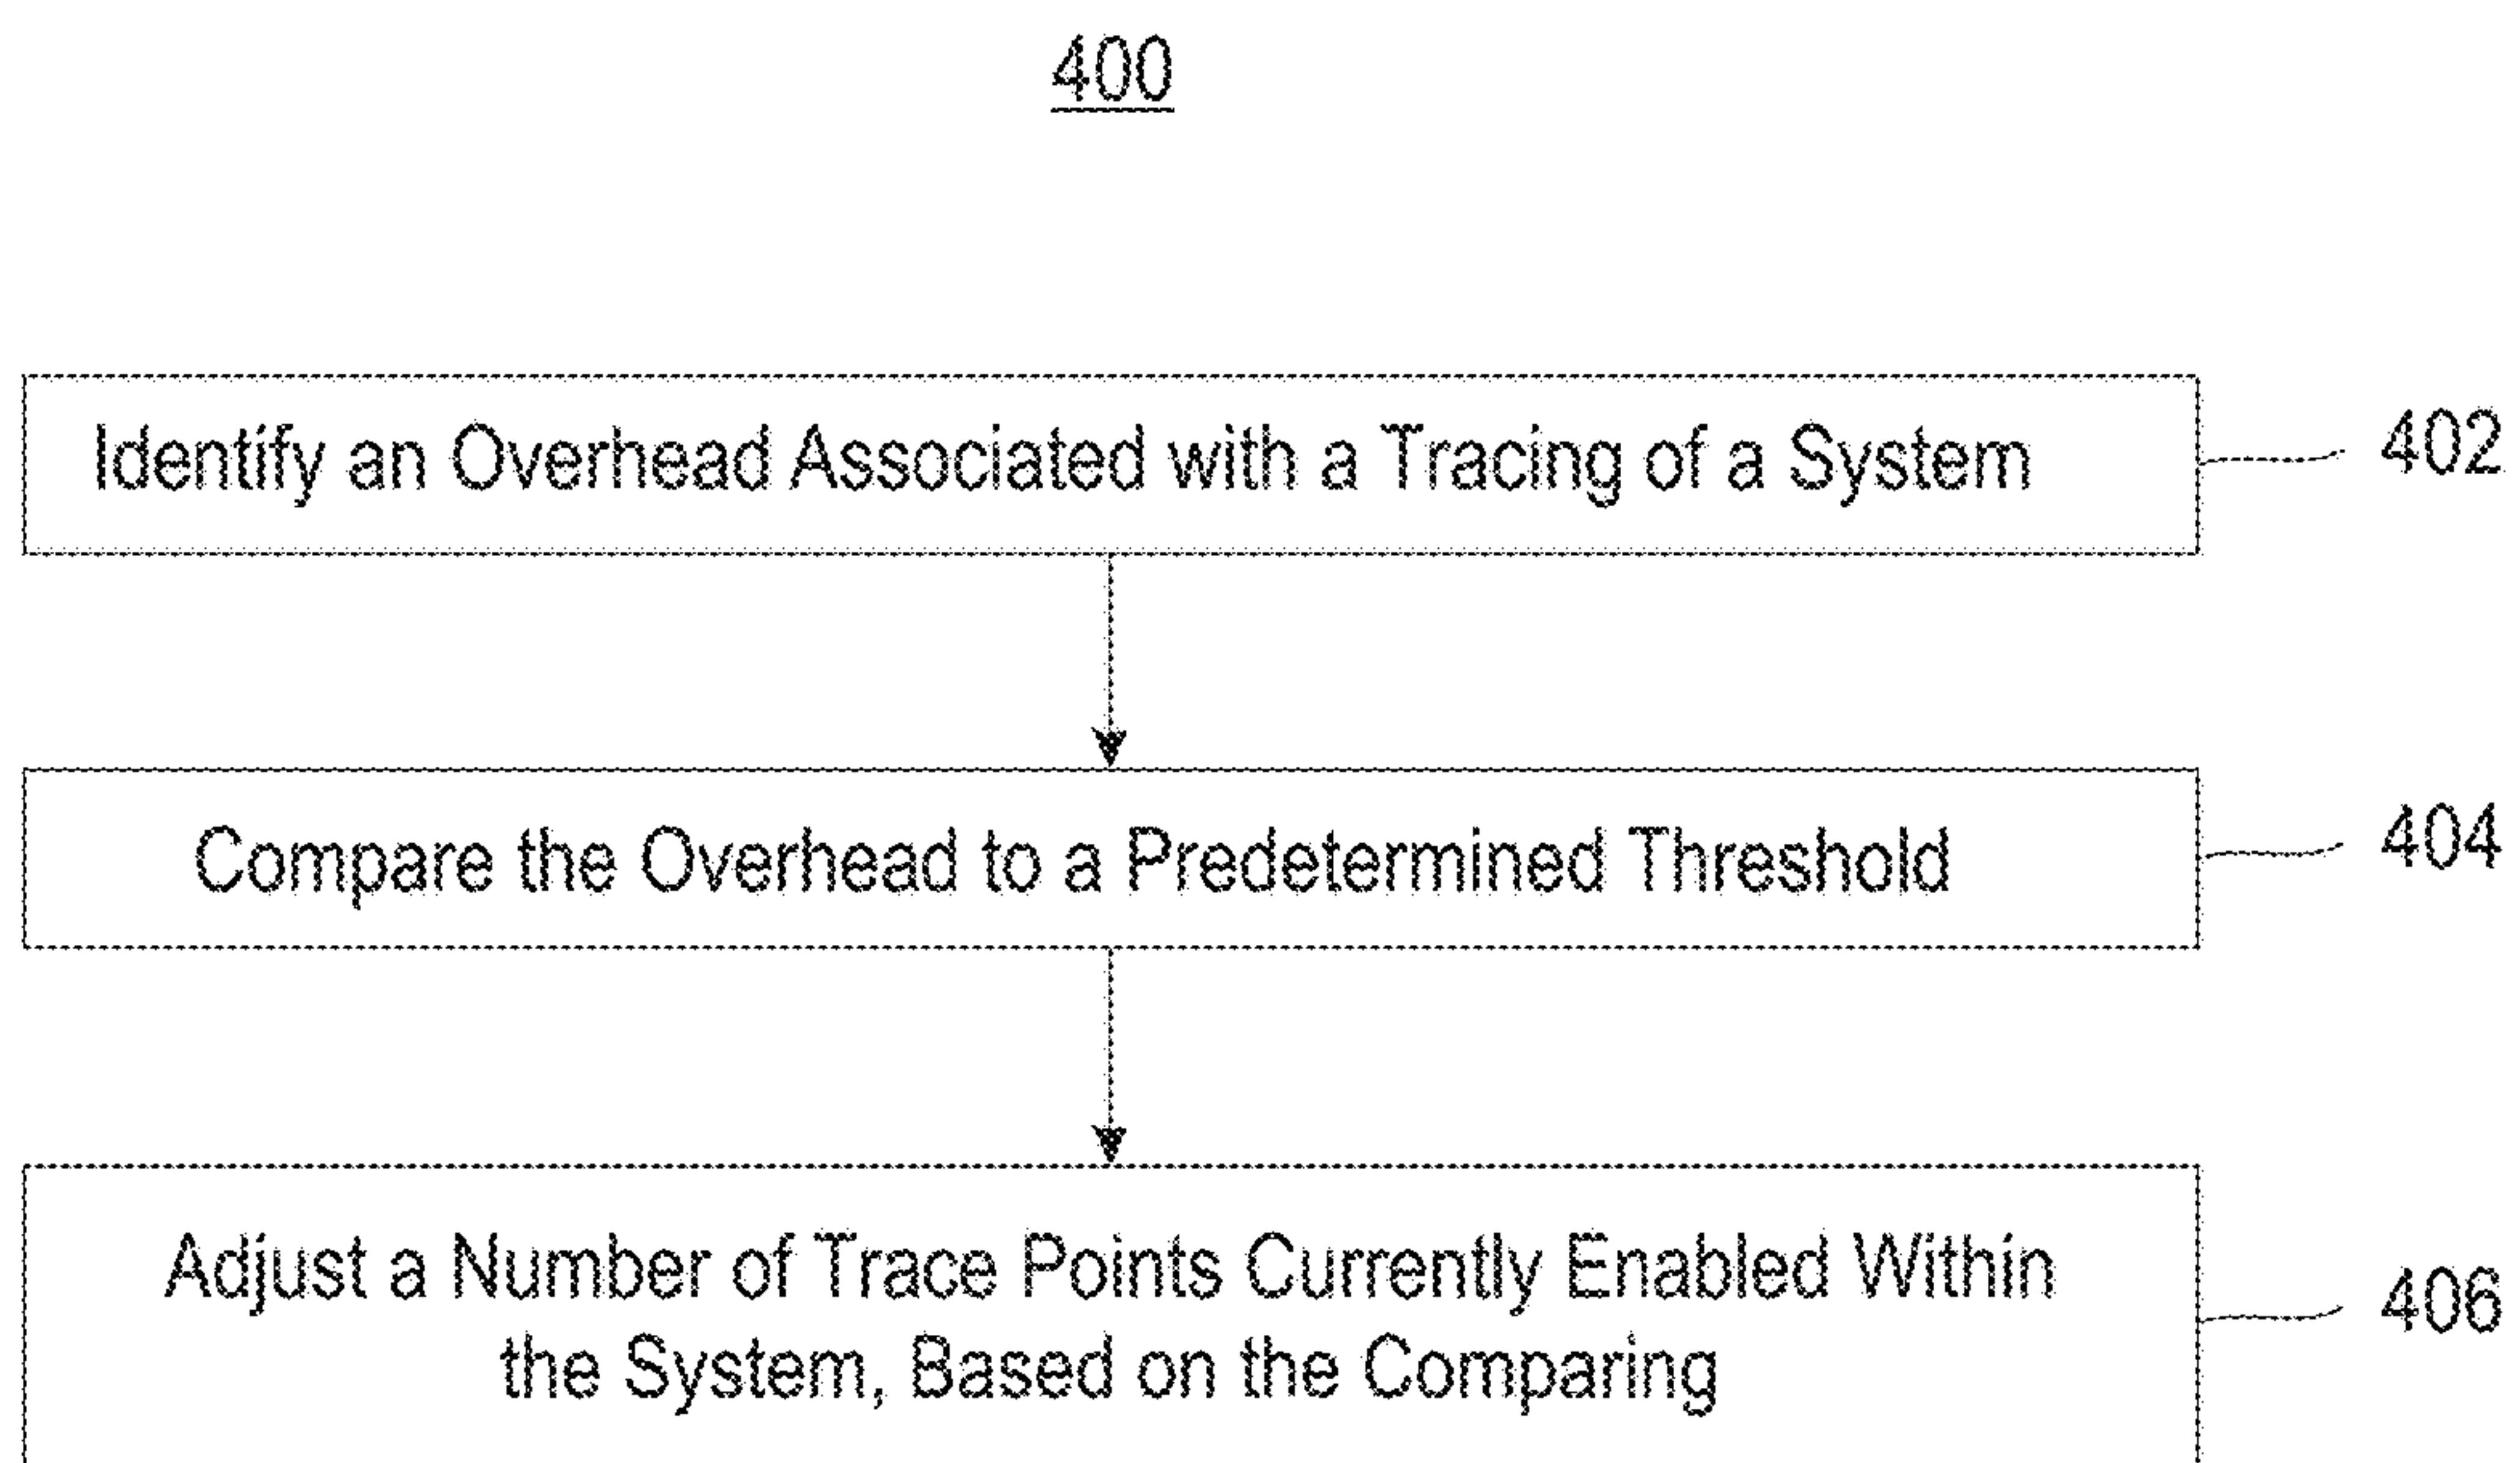 400
Identify an Overhead Associated with a Tracing of a System
402
Compare the Overhead to a Predetermined Threshold
404
Adjust a Number of Trace Points Currently Enabled Within
the System, Based on the Comparing
406